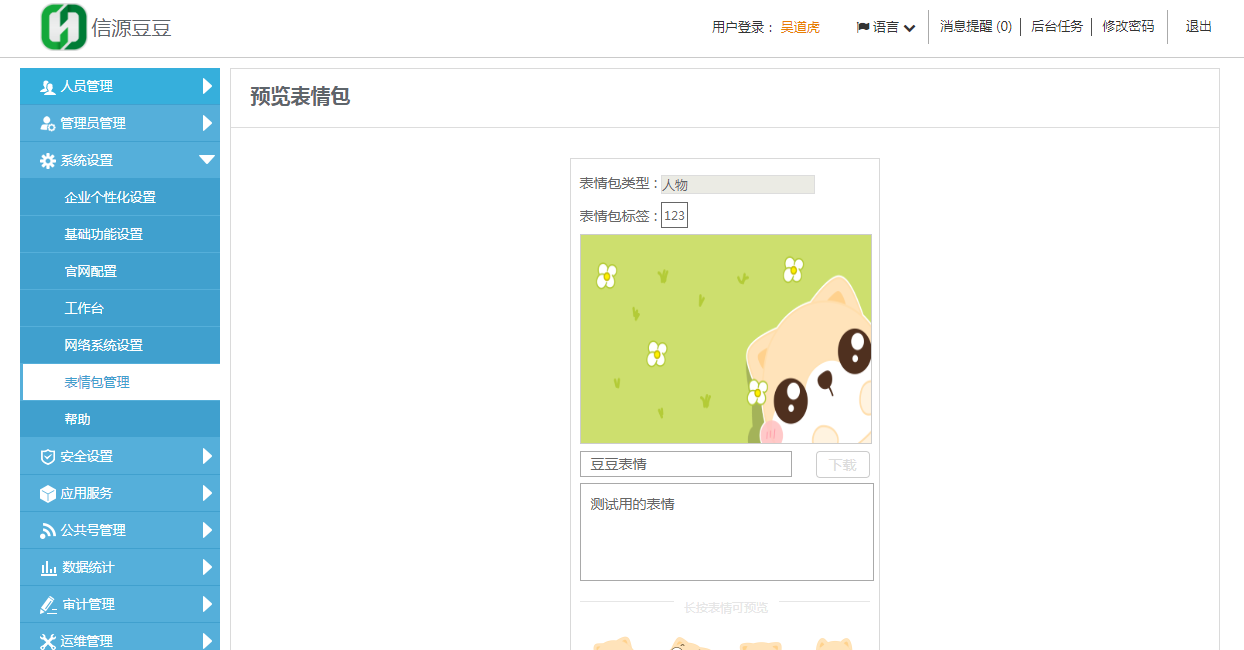 信源豆豆
用户登录： 吴道虎 语言 消息提醒 (0) 后台任务 修改密码 退出
人员管理
管理员管理
系统设置
企业个性化设置
基础功能设置
官网配置
工作台
网络系统设置
表情包管理
帮助
安全设置
应用服务
公共号管理
数据统计
审计管理
运维管理
预览表情包
表情包类型 : 人物
表情包标签 : 123
豆豆表情 下载
测试用的表情
长按表情可预览